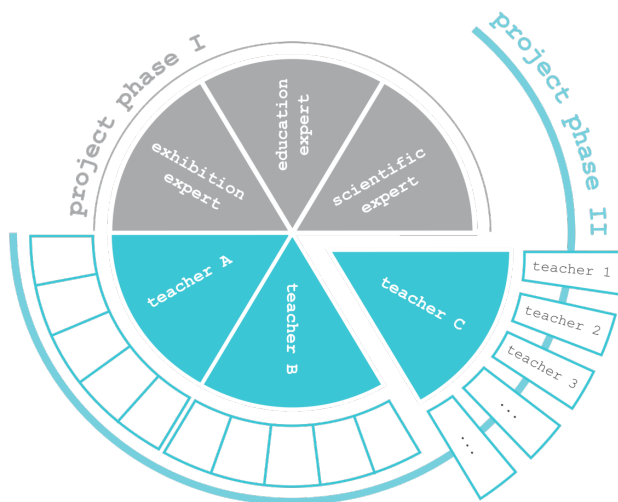 project phase I
project phase II
education
expert
exhibition
expert
scientific
expert
teacher A
teacher B
teacher C
teacher 1
teacher 2
teacher 3
...
...